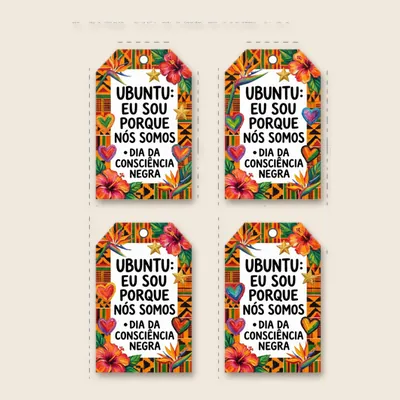 UBUNTU:
EU SOU
PORQUE
NÓS SOMOS
• DIA DA
CONSCIÊNCIA
NEGRA
UBUNTU:
EU SOU
PORQUE
NÓS SOMOS
• DIA DA
CONSCIÊNCIA
NEGRA
UBUNTU:
EU SOU
PORQUE
NÓS SOMOS
• DIA DA
CONSCIÊNCIA
NEGRA
UBUNTU:
EU SOU
PORQUE
NÓS SOMOS
• DIA DA
CONSCIÊNCIA
NEGRA